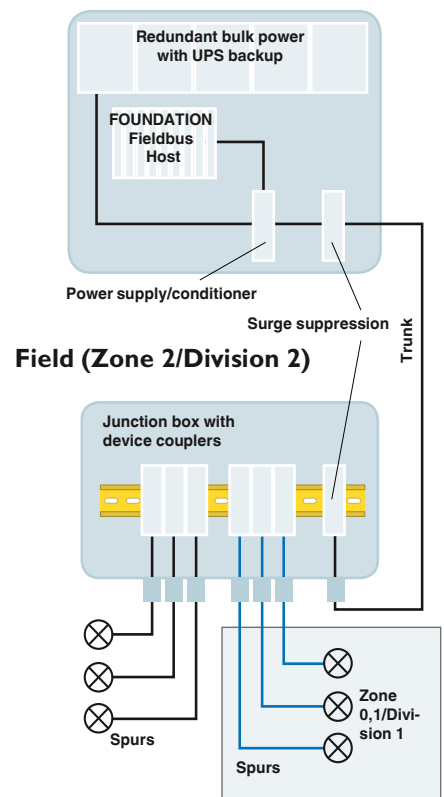 Redundant bulk power
with UPS backup
FOUNDATION
Fieldbus
Host
Power supply/conditioner
Surge suppression
Trunk
Field (Zone 2/Division 2)
Junction box with
device couplers
Zone
0,1/Divi-
sion 1
Spurs
Spurs